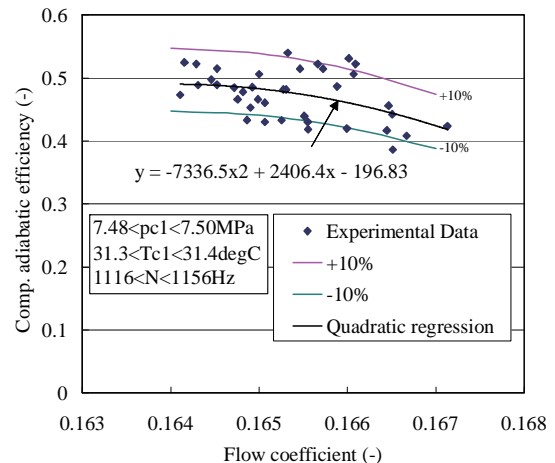 Comp. adiabatic efficiency (-)
0.6
0.5
0.4
0.3
0.2
0.1
0
+10%
-10%
y = -7336.5x2 + 2406.4x - 196.83
7.48<pc1<7.50MPa
31.3<Tc1<31.4degC
1116<N<1156Hz
Experimental Data
+10%
-10%
Quadratic regression
0.163 0.164 0.165 0.166 0.167 0.168
Flow coefficient (-)